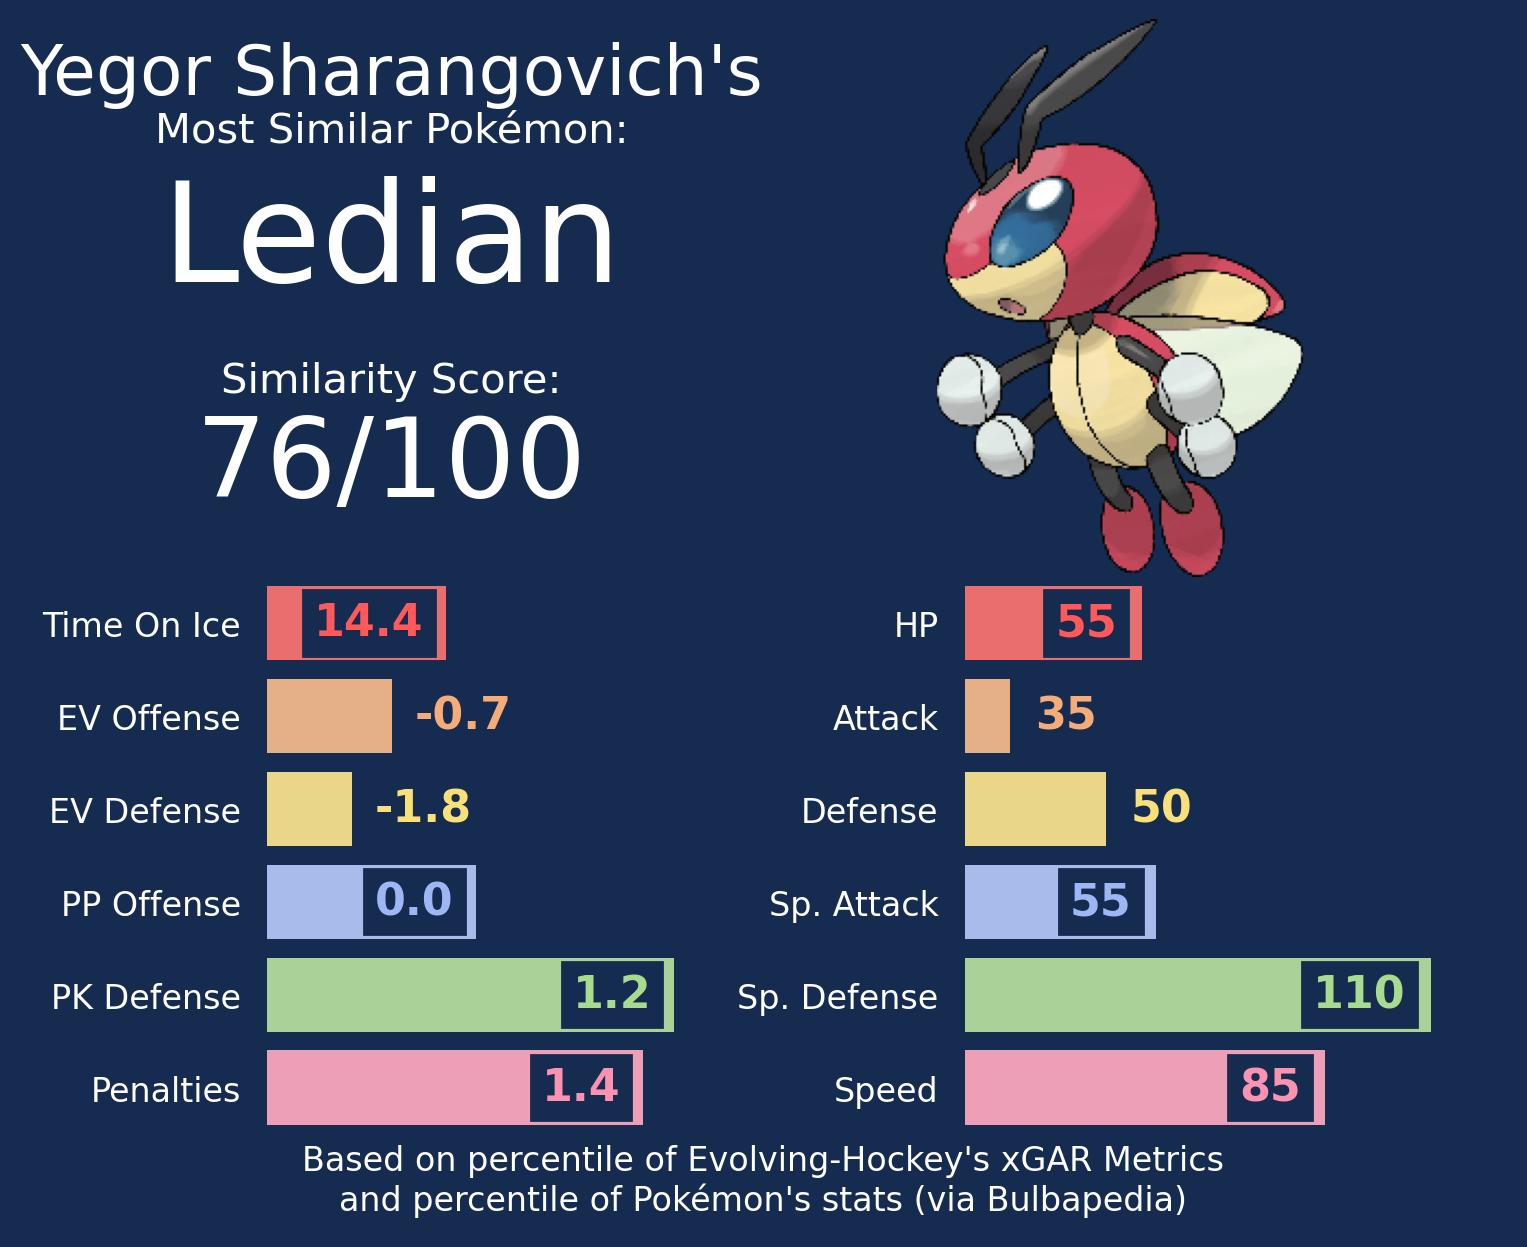 Yegor Sharangovich's
Most Similar Pokémon:
Ledian
Similarity Score:
76/100
Time On Ice 14.4
EV Offense -0.7
EV Defense -1.8
PP Offense 0.0
PK Defense 1.2
Penalties 1.4
HP 55
Attack 35
Defense 50
Sp. Attack 55
Sp. Defense 110
Speed 85
Based on percentile of Evolving-Hockey's xGAR Metrics
and percentile of Pokémon's stats (via Bulbapedia)